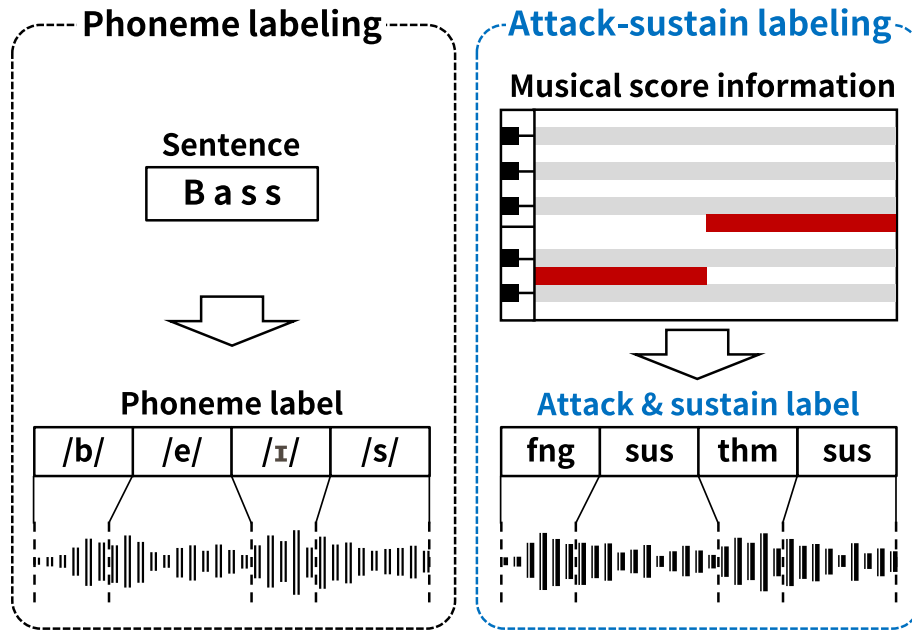 Phoneme labeling
Sentence
Bass
Phoneme label
/b/ /e/ /ɪ/ /s/
Attack-sustain labeling
Musical score information
Attack & sustain label
fng sus thm sus